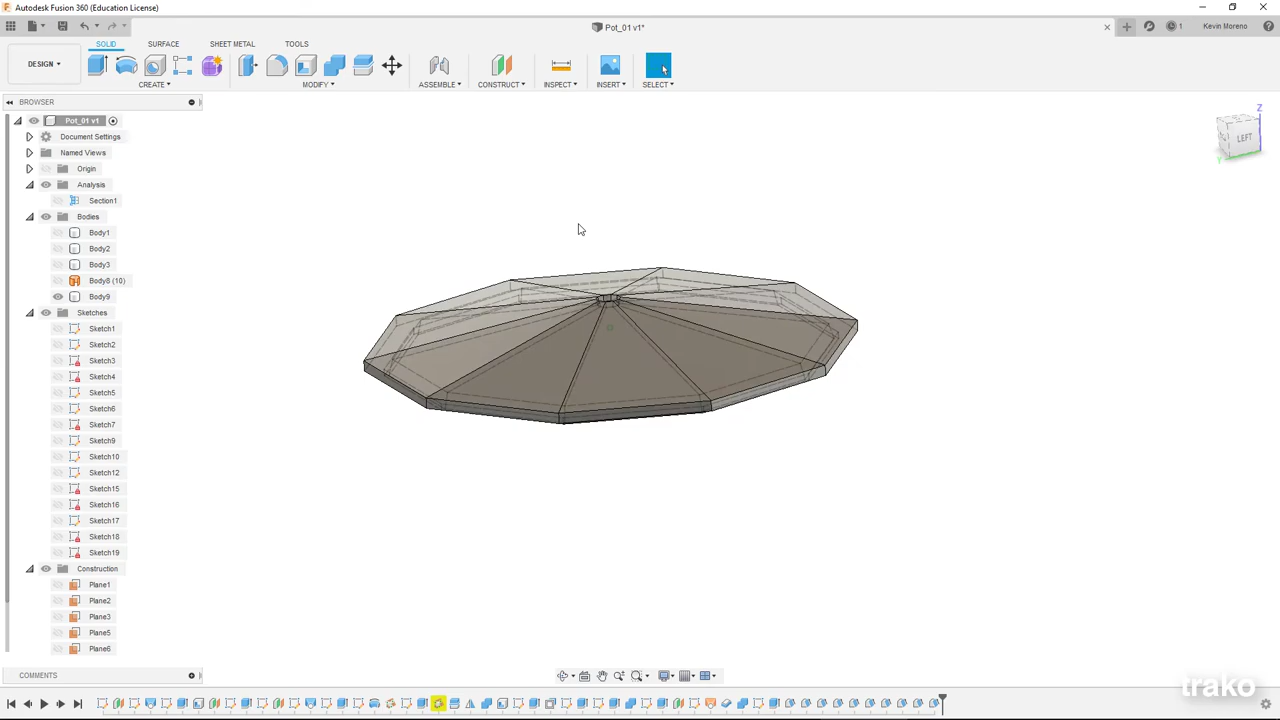 Autodesk Fusion 360 (Education License)
Pot_01 v1*
1
Kevin Moreno
DESIGN
SOLID
SURFACE
SHEET METAL
TOOLS
CREATE
MODIFY
ASSEMBLE
CONSTRUCT
INSPECT
INSERT
SELECT
BROWSER
Pot_01 v1
Document Settings
Named Views
Origin
Analysis
Section1
Bodies
Body1
Body2
Body3
Body8 (10)
Body9
Sketches
Sketch1
Sketch2
Sketch3
Sketch4
Sketch5
Sketch6
Sketch7
Sketch9
Sketch10
Sketch12
Sketch15
Sketch16
Sketch17
Sketch18
Sketch19
Construction
Plane1
Plane2
Plane3
Plane5
Plane6
Z
LEFT
Y
COMMENTS
trako